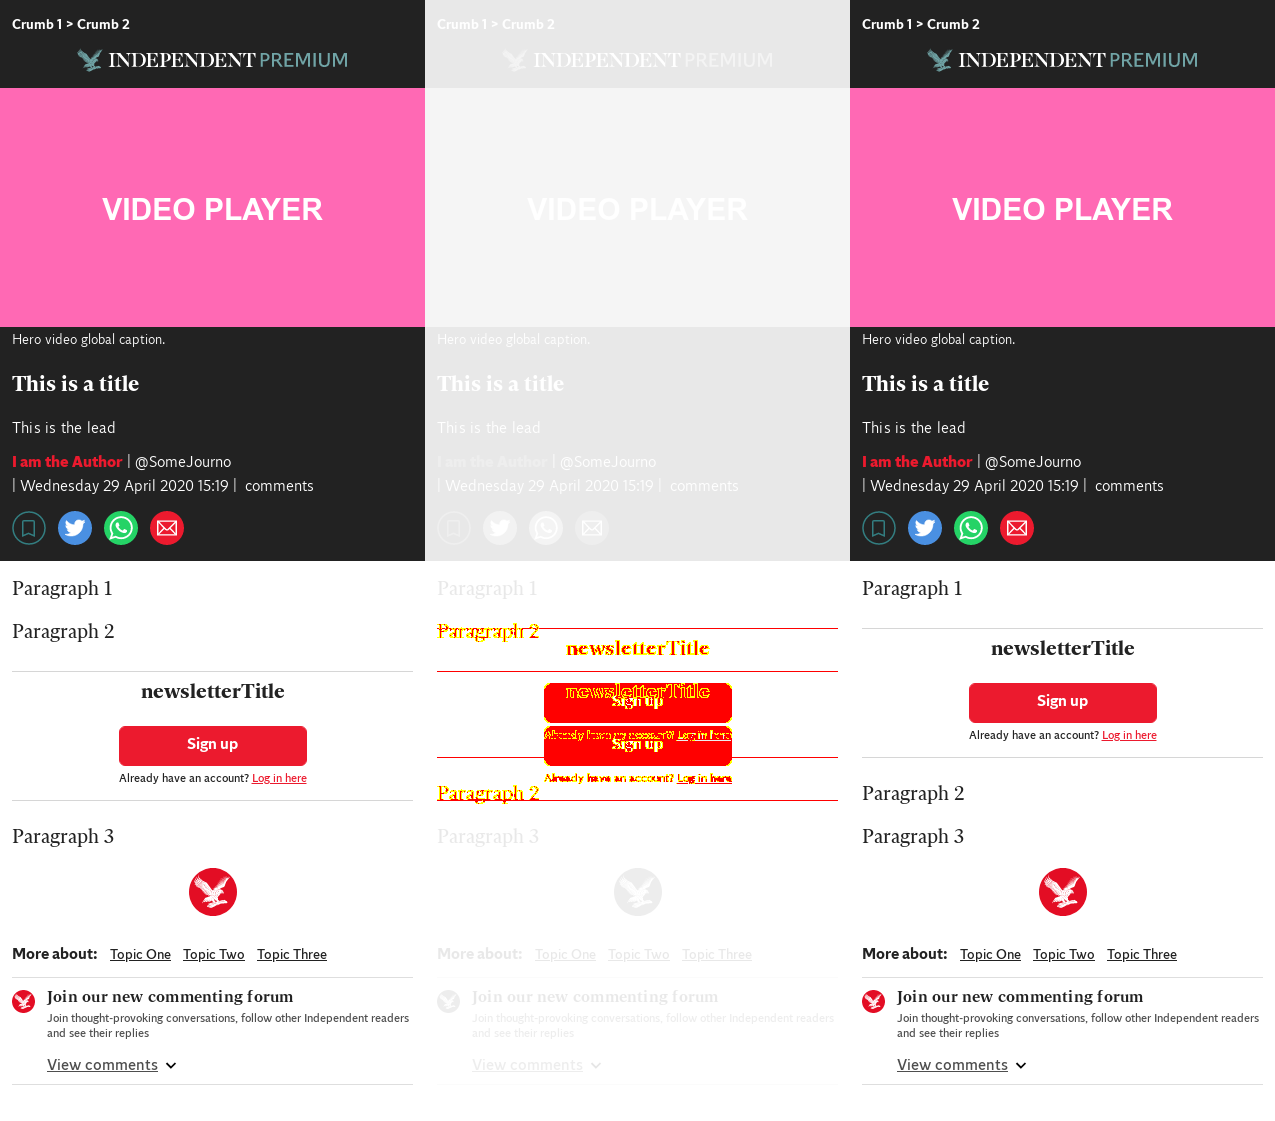 Crumb 1 > Crumb 2
INDEPENDENT PREMIUM
VIDEO PLAYER
Hero video global caption.
This is a title
This is the lead
I am the Author | @SomeJourno
| Wednesday 29 April 2020 15:19 | comments
Paragraph 1
Paragraph 2
newsletterTitle
Sign up
Already have an account? Log in here
Paragraph 3
More about: Topic One Topic Two Topic Three
Join our new commenting forum
Join thought-provoking conversations, follow other Independent readers
and see their replies
View comments
Crumb 1 > Crumb 2
INDEPENDENT PREMIUM
VIDEO PLAYER
Hero video global caption.
This is a title
This is the lead
I am the Author | @SomeJourno
| Wednesday 29 April 2020 15:19 | comments
Paragraph 1
Paragraph 2
newsletterTitle
newsletterTitle
Sign up
Already have an account? Log in here
Sign up
Already have an account? Log in here
Paragraph 2
Paragraph 3
More about: Topic One Topic Two Topic Three
Join our new commenting forum
Join thought-provoking conversations, follow other Independent readers
and see their replies
View comments
Crumb 1 > Crumb 2
INDEPENDENT PREMIUM
VIDEO PLAYER
Hero video global caption.
This is a title
This is the lead
I am the Author | @SomeJourno
| Wednesday 29 April 2020 15:19 | comments
Paragraph 1
newsletterTitle
Sign up
Already have an account? Log in here
Paragraph 2
Paragraph 3
More about: Topic One Topic Two Topic Three
Join our new commenting forum
Join thought-provoking conversations, follow other Independent readers
and see their replies
View comments